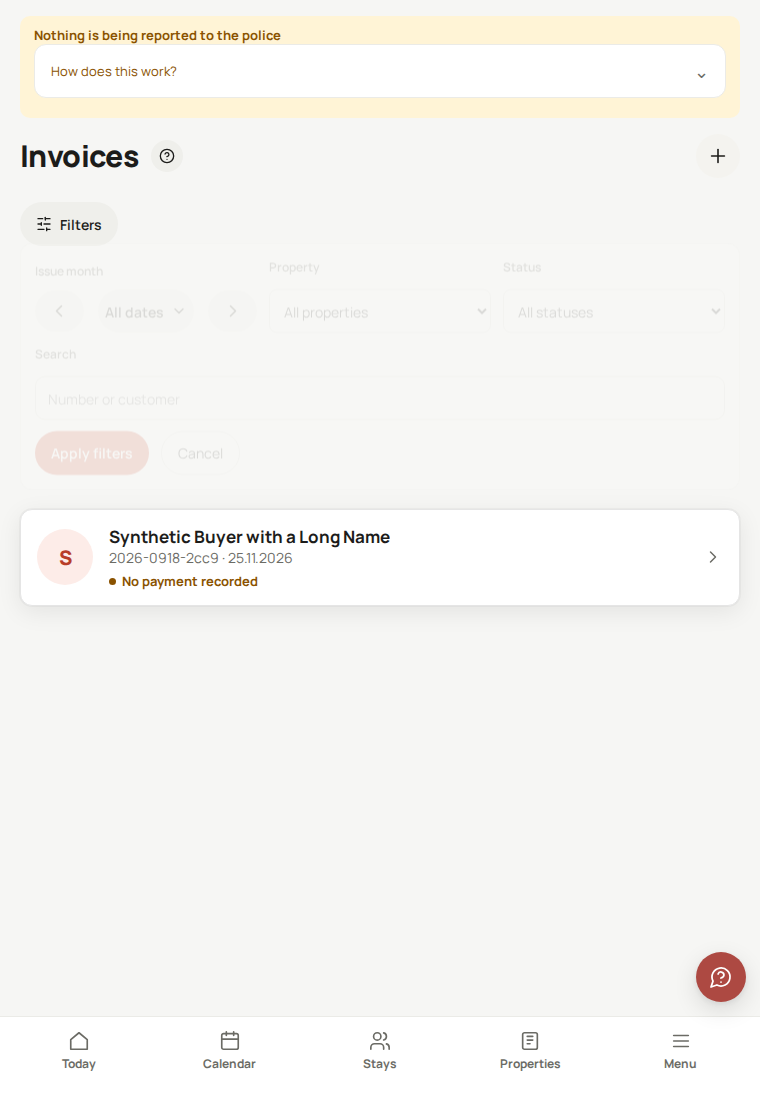 Nothing is being reported to the police
How does this work?
Invoices
Filters
Issue month
Property
Status
All dates
All properties
All statuses
Search
Number or customer
Apply filters
Cancel
S
Synthetic Buyer with a Long Name
2026-0918-2cc9 · 25.11.2026
No payment recorded
Today
Calendar
Stays
Properties
Menu